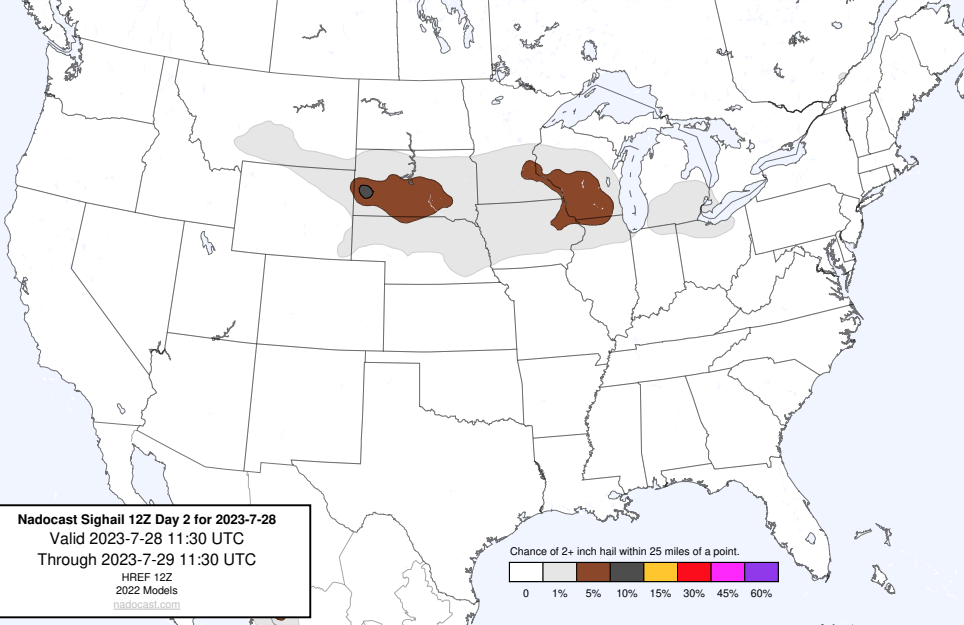 Nadocast Sighail 12Z Day 2 for 2023-7-28
Valid 2023-7-28 11:30 UTC
Through 2023-7-29 11:30 UTC
HREF 12Z
2022 Models
nadocast.com
Chance of 2+ inch hail within 25 miles of a point.
0 1% 5% 10% 15% 30% 45% 60%